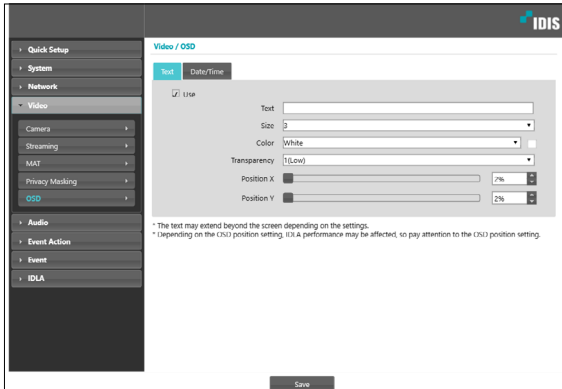 IDIS
Quick Setup
System
Network
Video
Camera
Streaming
MAT
Privacy Masking
OSD
Audio
Event Action
Event
IDLA
Video / OSD
Text Date/Time
Use
Text
Size 3
Color White
Transparency 1(Low)
Position X 2%
Position Y 2%
* The text may extend beyond the screen depending on the settings.
* Depending on the OSD position setting, IDLA performance may be affected, so pay attention to the OSD position setting.
Save